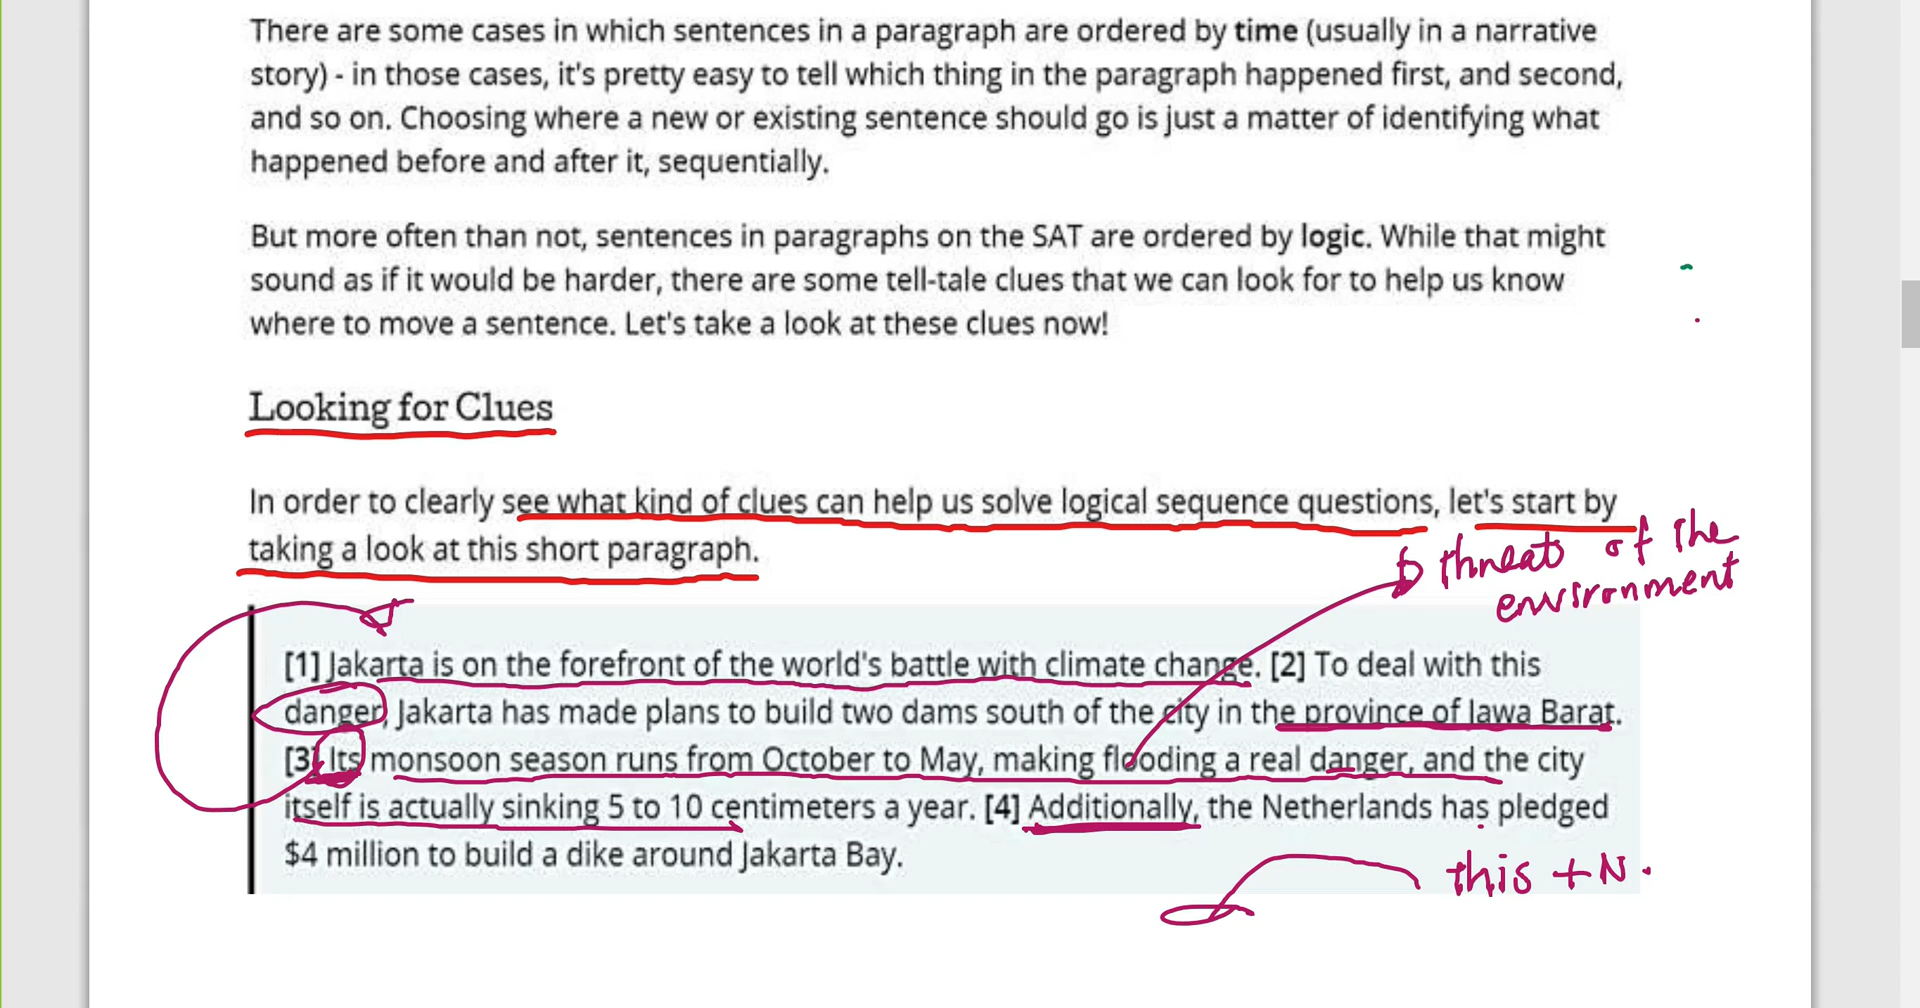 There are some cases in which sentences in a paragraph are ordered by time (usually in a narrative
story) - in those cases, it's pretty easy to tell which thing in the paragraph happened first, and second,
and so on. Choosing where a new or existing sentence should go is just a matter of identifying what
happened before and after it, sequentially.
But more often than not, sentences in paragraphs on the SAT are ordered by logic. While that might
sound as if it would be harder, there are some tell-tale clues that we can look for to help us know
where to move a sentence. Let's take a look at these clues now!
Looking for Clues
In order to clearly see what kind of clues can help us solve logical sequence questions, let's start by
taking a look at this short paragraph.
threat of the
environment
[1] Jakarta is on the forefront of the world's battle with climate change. [2] To deal with this
danger, Jakarta has made plans to build two dams south of the city in the province of Jawa Barat.
[3] Its monsoon season runs from October to May, making flooding a real danger, and the city
itself is actually sinking 5 to 10 centimeters a year. [4] Additionally, the Netherlands has pledged
$4 million to build a dike around Jakarta Bay.
this + N.